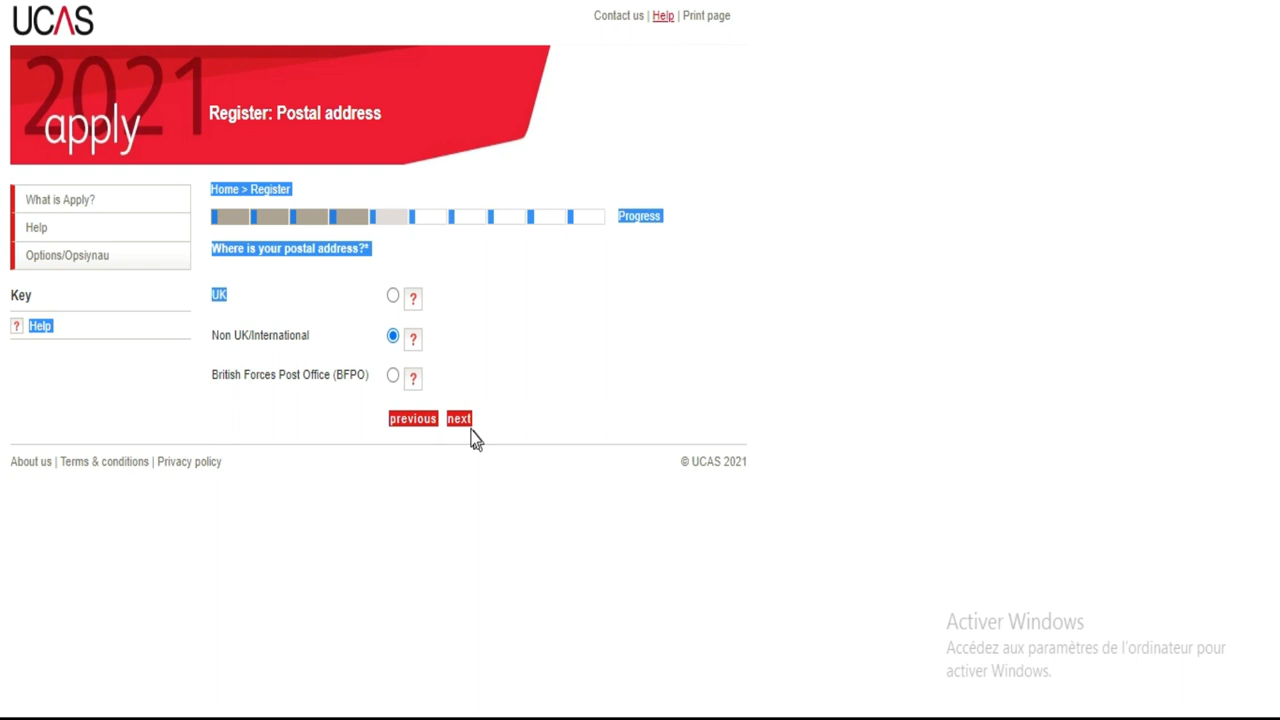 UCAS
Contact us | Help | Print page
2021
apply
Register: Postal address
What is Apply?
Help
Options/Opsiynau
Key
? Help
Home > Register
Progress
Where is your postal address?*
UK ?
Non UK/International ?
British Forces Post Office (BFPO) ?
previous next
About us | Terms & conditions | Privacy policy
© UCAS 2021
Activer Windows
Accédez aux paramètres de l'ordinateur pour
activer Windows.